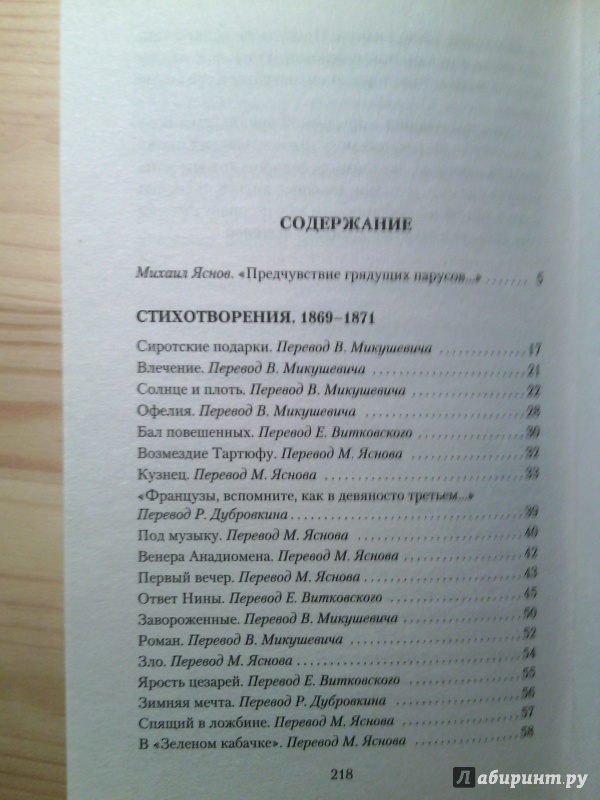 СОДЕРЖАНИЕ
Михаил Яснов. «Предчувствие грядущих парусов...» ....... 5
СТИХОТВОРЕНИЯ. 1869–1871
Сиротские подарки. Перевод В. Микушевича ............... 17
Влечение. Перевод В. Микушевича ........................ 21
Солнце и плоть. Перевод В. Микушевича .................. 22
Офелия. Перевод В. Микушевича .......................... 28
Бал повешенных. Перевод Е. Витковского ................. 30
Возмездие Тартюфу. Перевод М. Яснова ................... 32
Кузнец. Перевод М. Яснова .............................. 33
«Французы, вспомните, как в девяносто третьем...»
Перевод Р. Дубровкина .................................. 39
Под музыку. Перевод М. Яснова .......................... 40
Венера Анадиомена. Перевод М. Яснова ................... 42
Первый вечер. Перевод М. Яснова ........................ 43
Ответ Нины. Перевод Е. Витковского ..................... 45
Завороженные. Перевод В. Микушевича .................... 50
Роман. Перевод В. Микушевича ........................... 52
Зло. Перевод М. Яснова ................................. 54
Ярость цезарей. Перевод Е. Витковского ................. 55
Зимняя мечта. Перевод Р. Дубровкина .................... 56
Спящий в ложбине. Перевод М. Яснова .................... 57
В «Зеленом кабачке». Перевод М. Яснова ................. 58
218
Лабиринт.ру